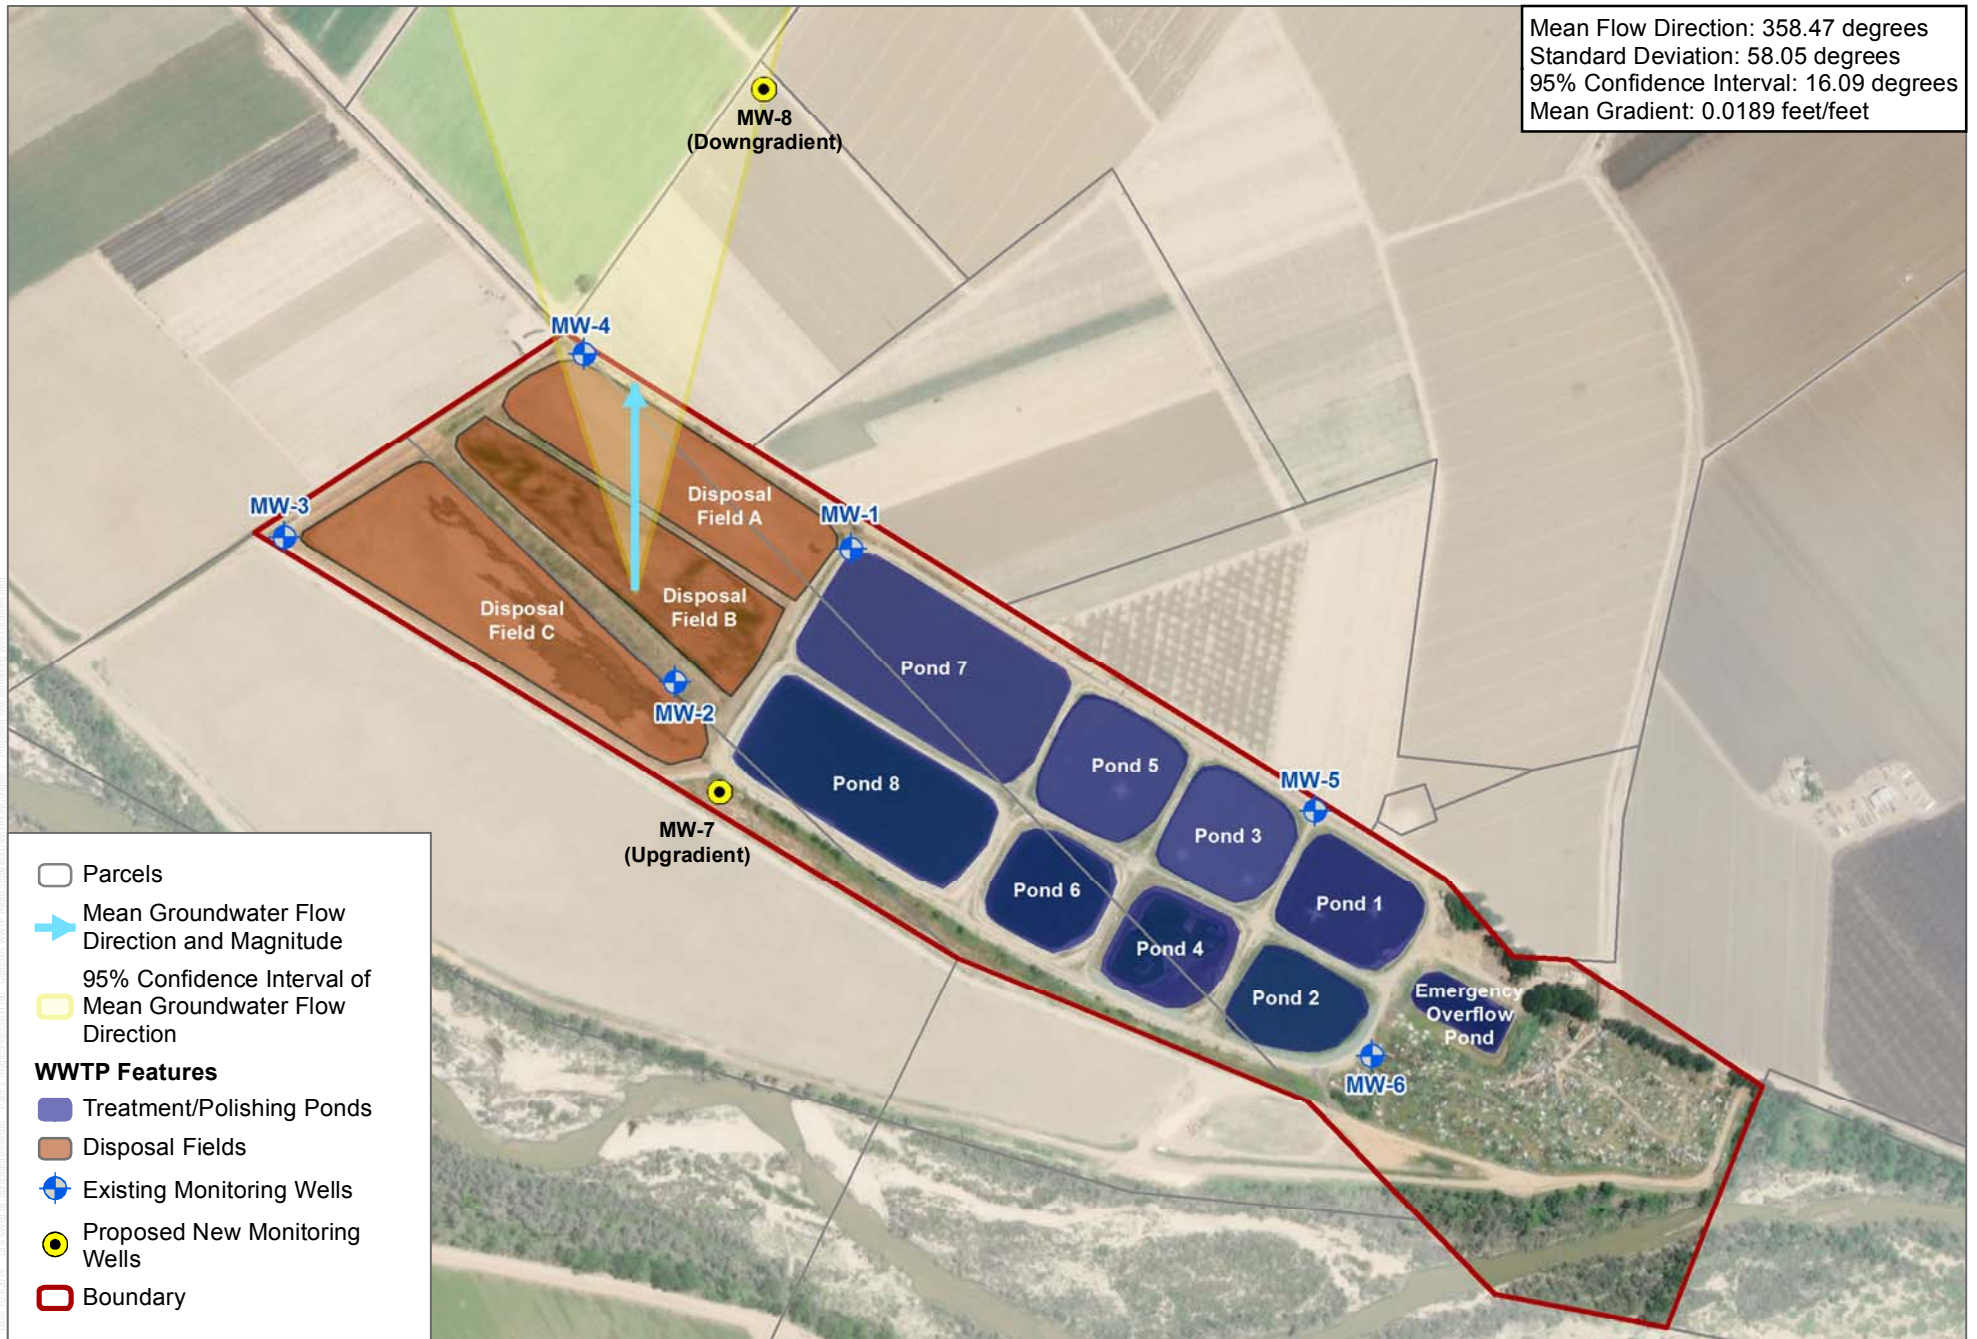 Mean Flow Direction: 358.47 degrees
Standard Deviation: 58.05 degrees
95% Confidence Interval: 16.09 degrees
Mean Gradient: 0.0189 feet/feet
MW-8
(Downgradient)
MW-4
MW-3
MW-1
Disposal
Field A
Disposal
Field B
Disposal
Field C
MW-2
Pond 7
Pond 8
Pond 5
Pond 3
MW-5
MW-7
(Upgradient)
Pond 6
Pond 1
Pond 4
Pond 2
Emergency
Overflow
Pond
MW-6
Parcels
Mean Groundwater Flow
Direction and Magnitude
95% Confidence Interval of
Mean Groundwater Flow
Direction
WWTP Features
Treatment/Polishing Ponds
Disposal Fields
Existing Monitoring Wells
Proposed New Monitoring
Wells
Boundary